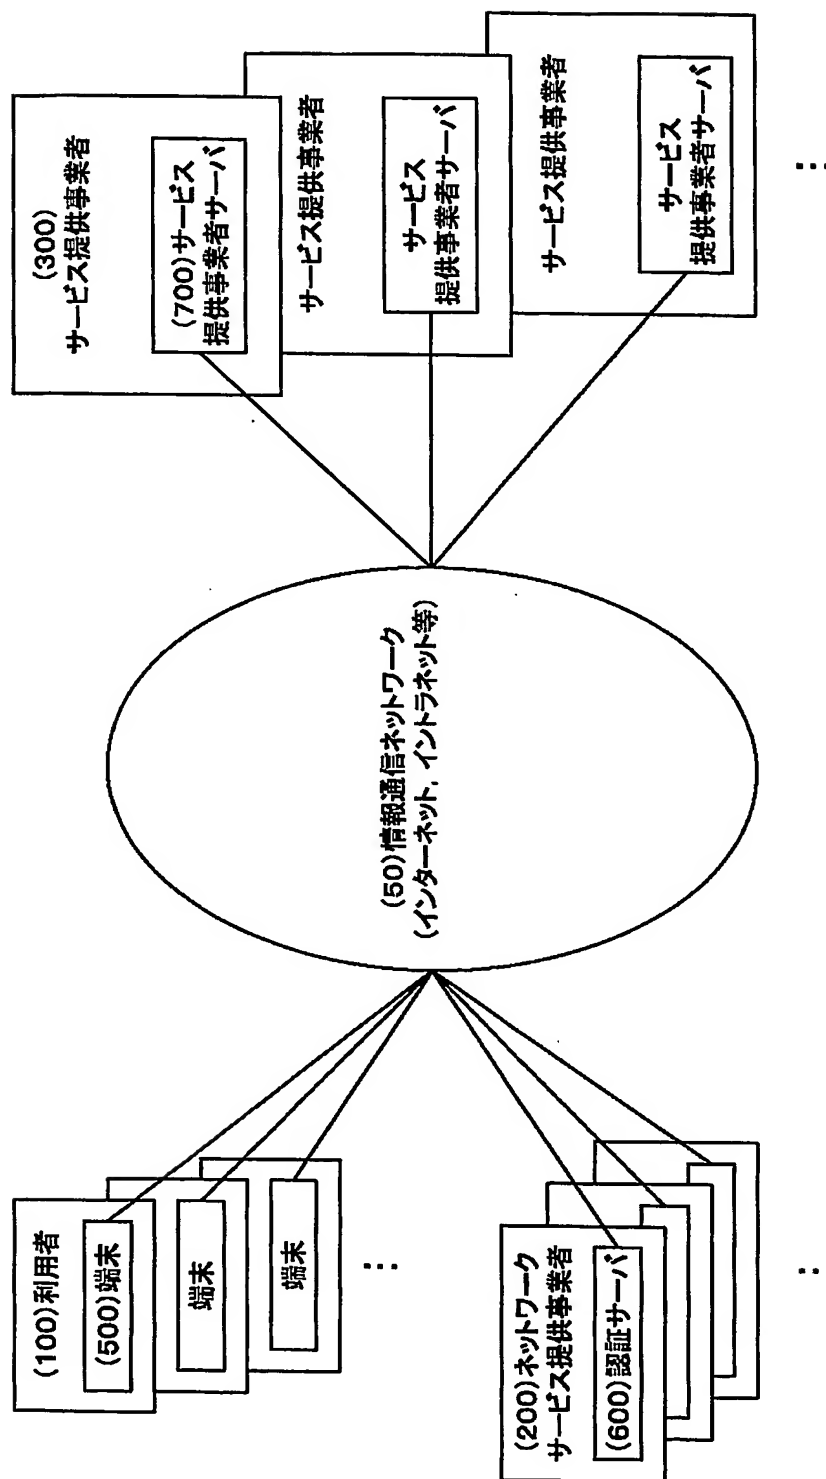 (100)利用者
(500)端末
端末
端末
(200)ネットワーク
サービス提供事業者
(600)認証サーバ
(50)情報通信ネットワーク
(インターネット, イントラネット等)
(300)
サービス提供事業者
(700)サービス
提供事業者サーバ
サービス提供事業者
サービス
提供事業者サーバ
サービス提供事業者
サービス
提供事業者サーバ